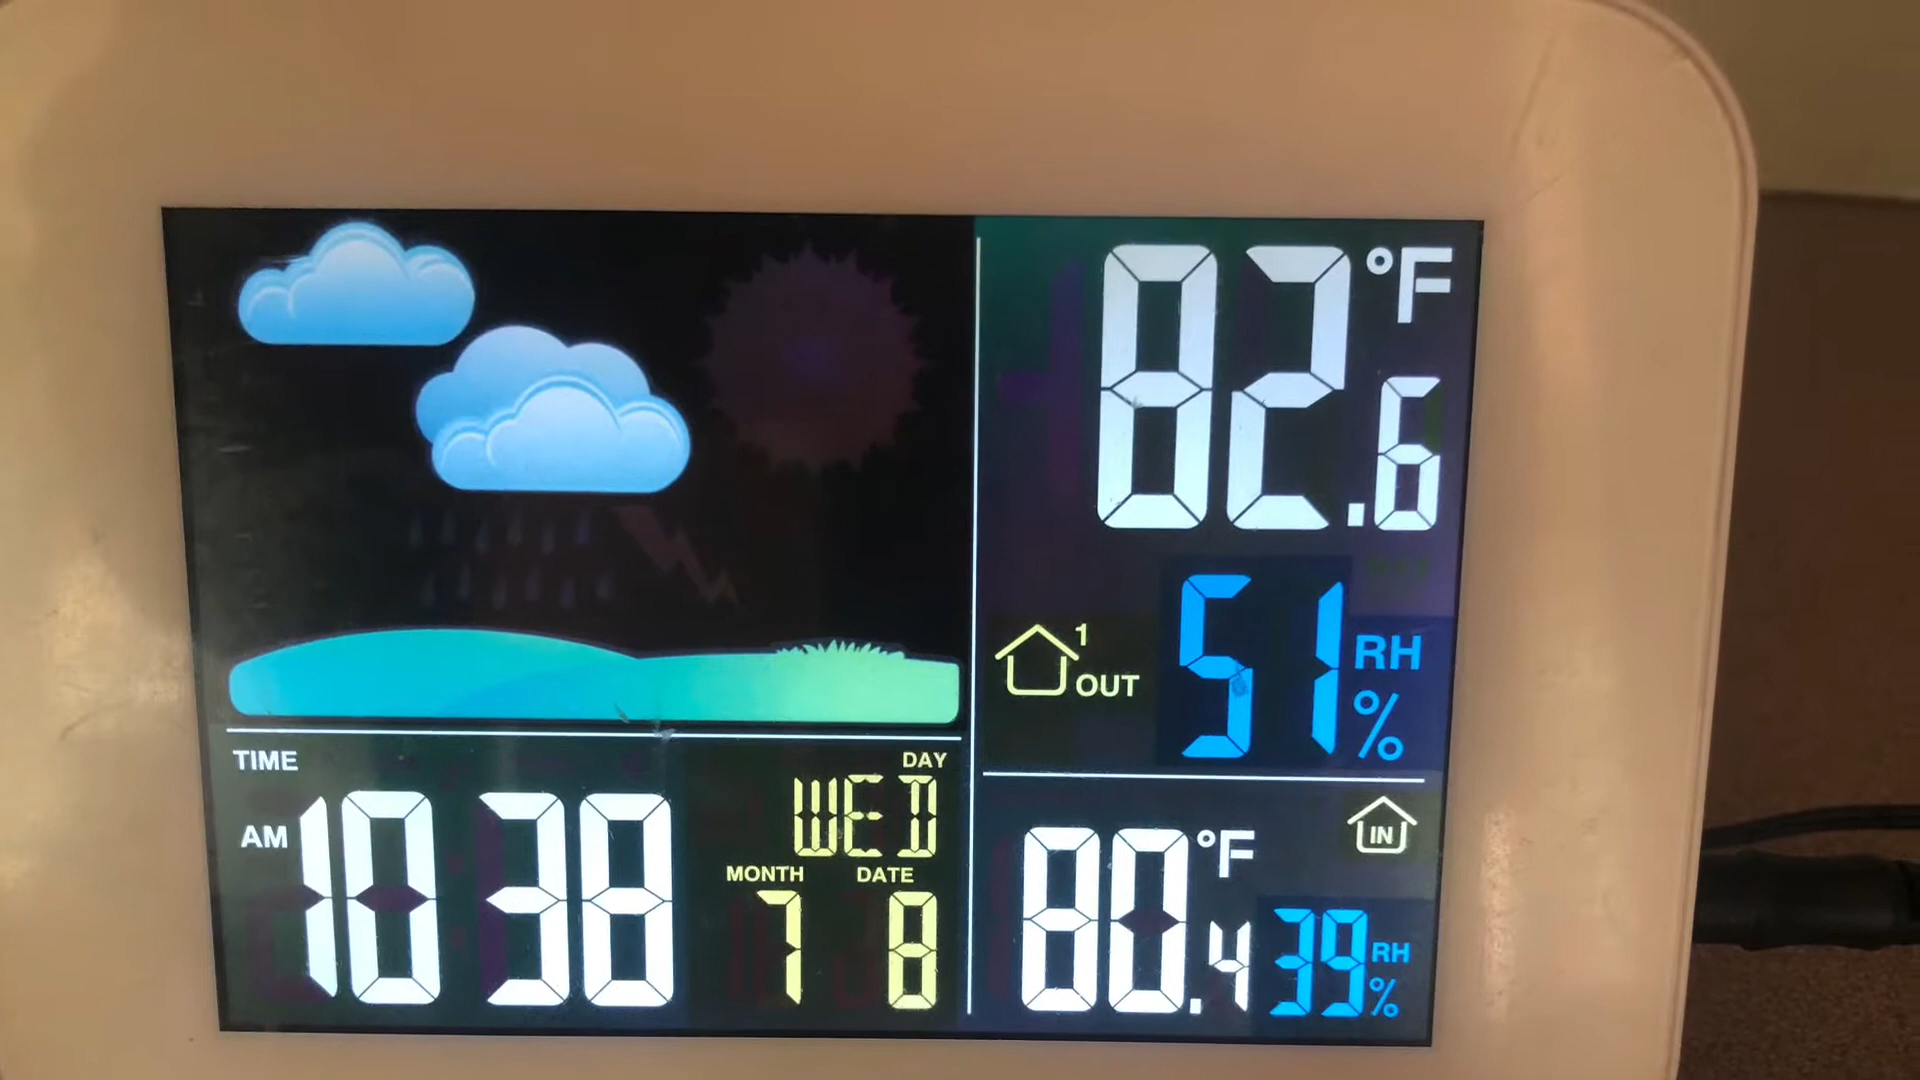 82.6 °F
1 OUT 51 RH %
TIME
AM 10 38
DAY
WED
MONTH DATE
7 8
IN
80.4 °F 39 RH %